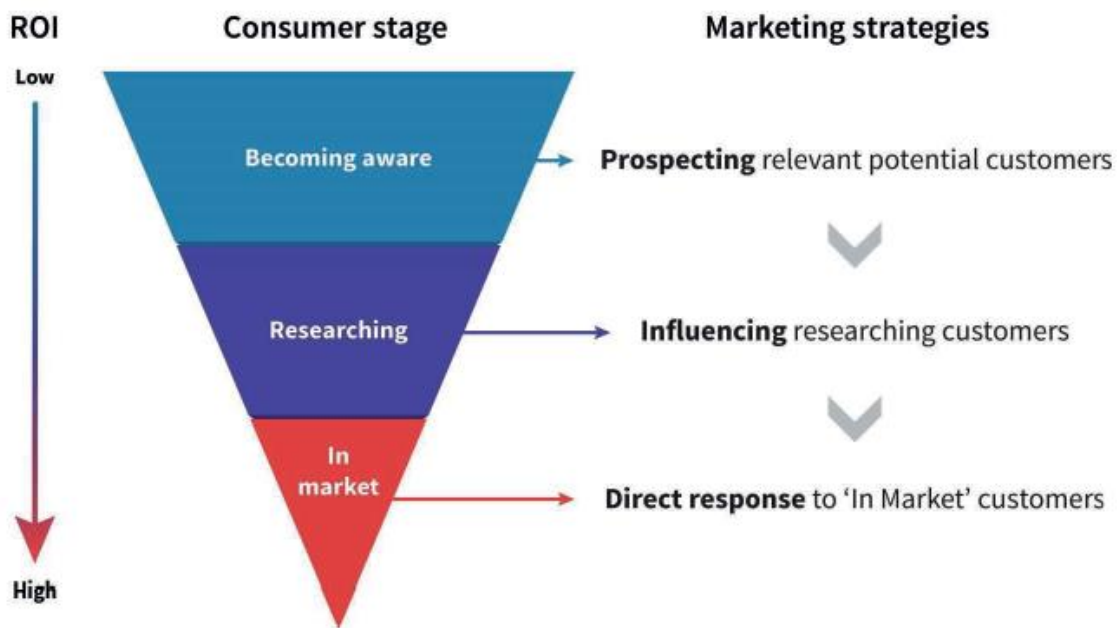 ROI
Consumer stage
Marketing strategies
Low
Becoming aware
Prospecting relevant potential customers
Researching
Influencing researching customers
In
market
Direct response to ‘In Market’ customers
High